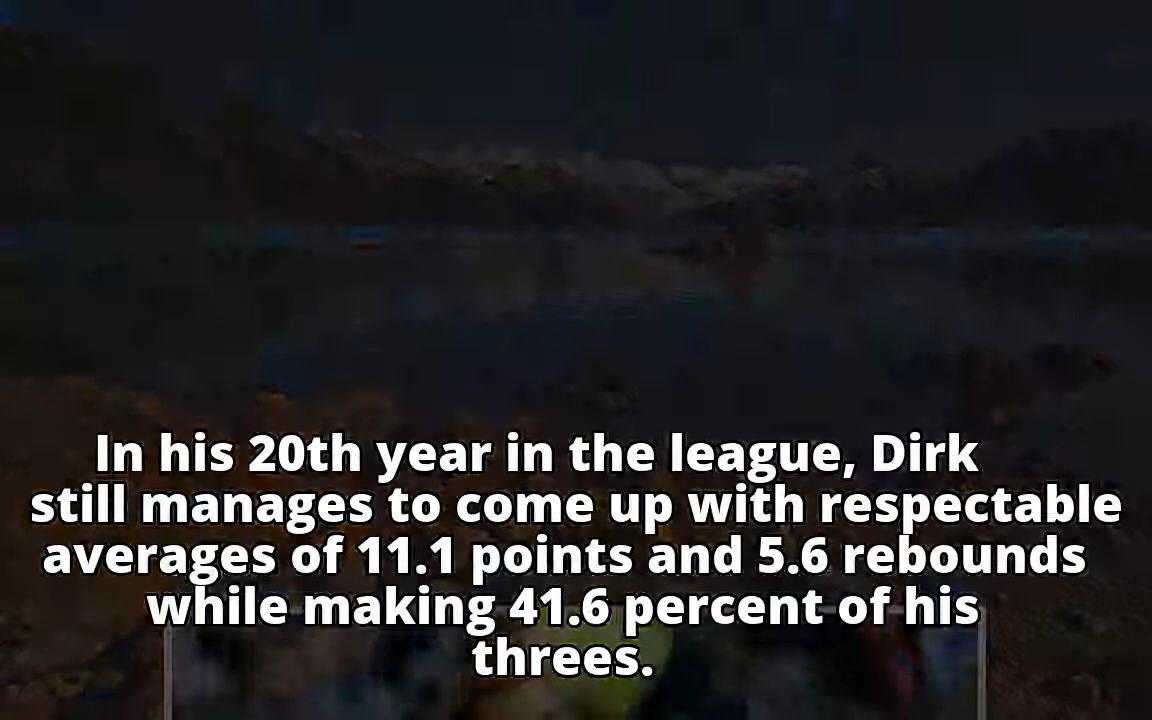 In his 20th year in the league, Dirk
still manages to come up with respectable
averages of 11.1 points and 5.6 rebounds
while making 41.6 percent of his
threes.